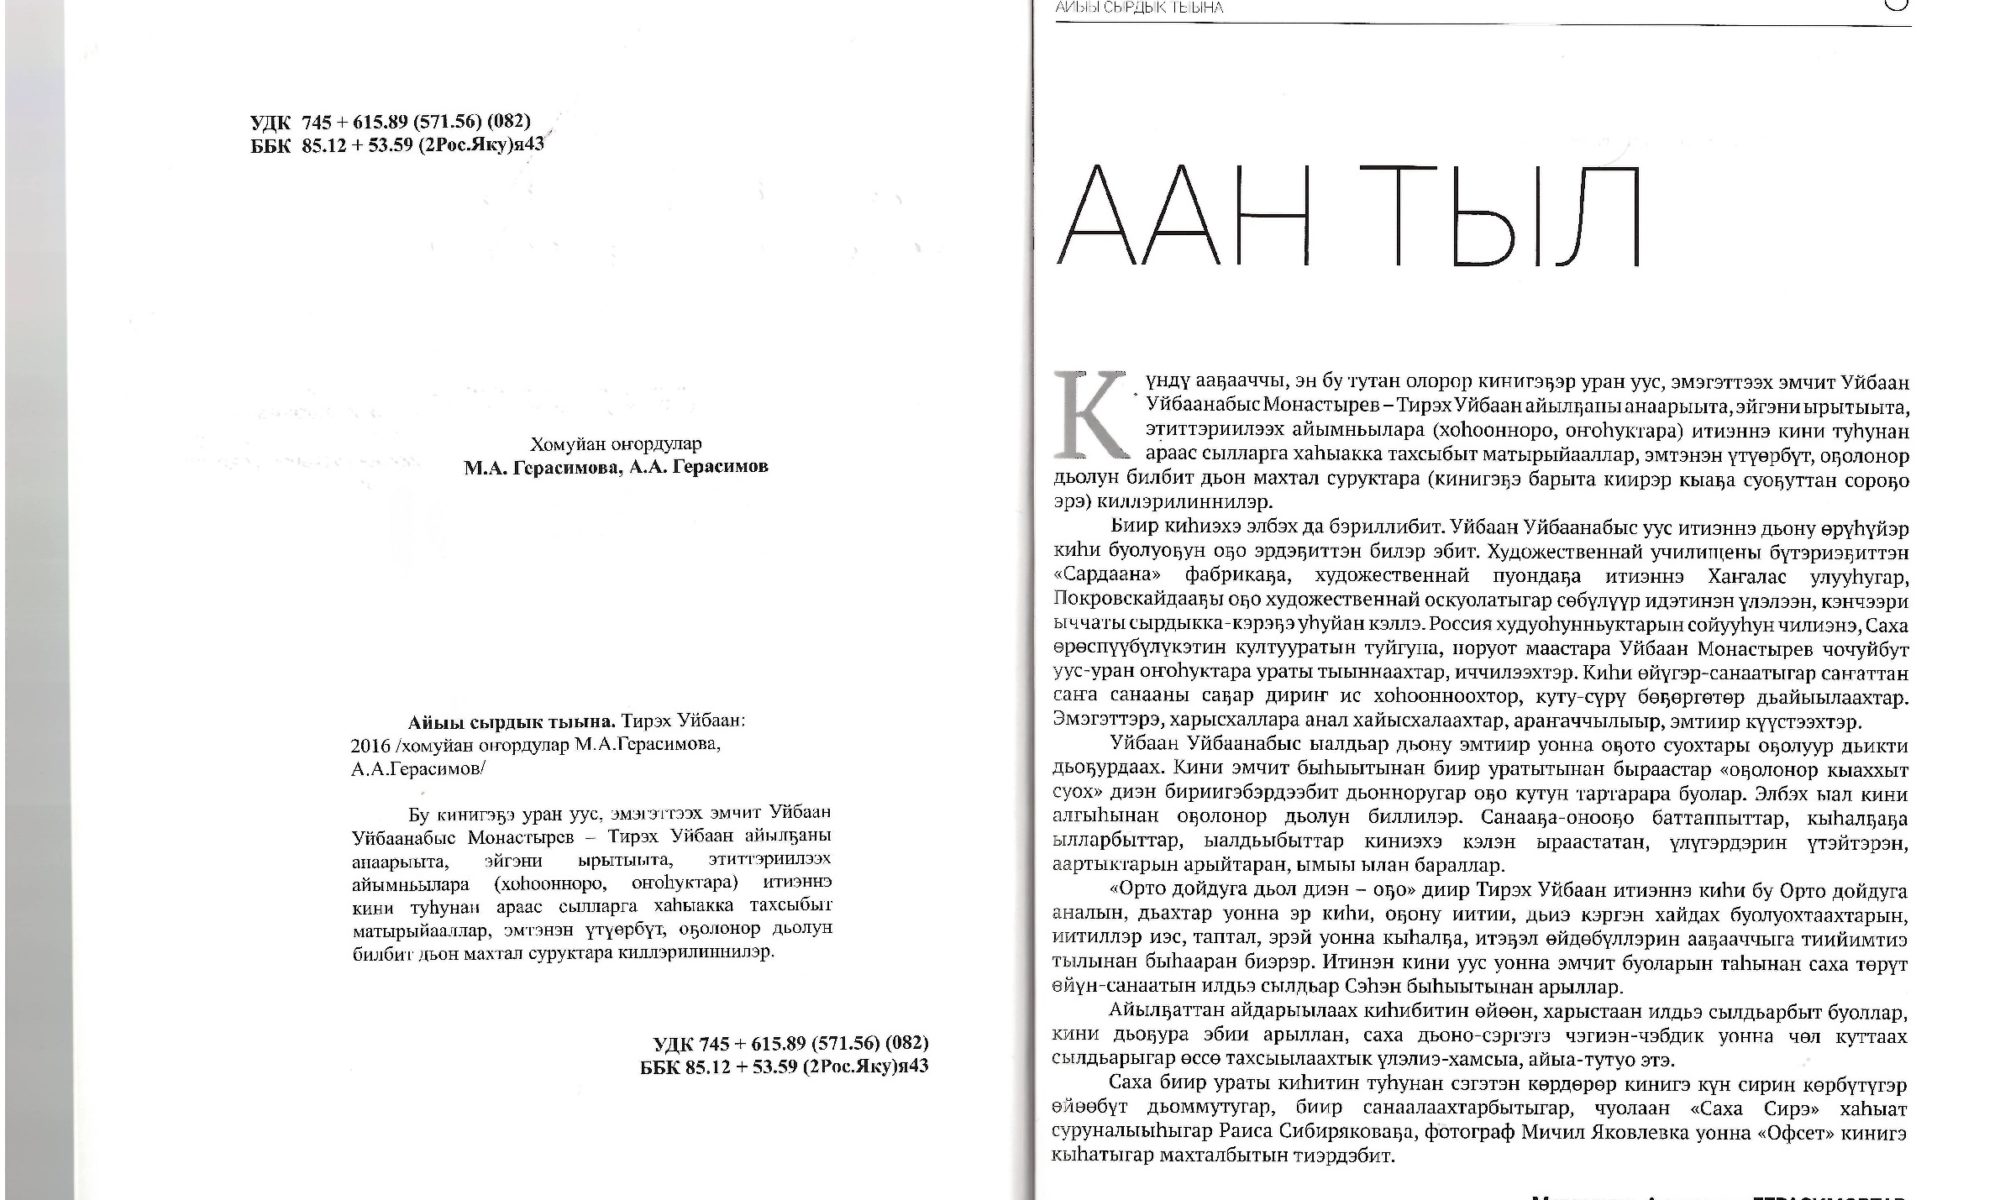 УДК 745 + 615.89 (571.56) (082)
ББК 85.12 + 53.59 (2Рос.Яку)я43
Хомуйан оҥордулар
М.А. Герасимова, А.А. Герасимов
Айыы сырдык тыына. Тирэх Уйбаан:
2016 /хомуйан оҥордулар М.А.Герасимова,
А.А.Герасимов/
Бу кинигэҕэ уран уус, эмэгэттээх эмчит Уйбаан
Уйбаанабыс Монастырев – Тирэх Уйбаан айылҕаны
анаарыыта, эйгэни ырытыыта, этиттэриилээх
айымньылара (хоһоонноро, оҥоһуктара) итиэннэ
кини туһунан араас сылларга хаһыакка тахсыбыт
матырыйааллар, эмтэнэн үтүөрбүт, оҕолонор дьолун
билбит дьон махтал суруктара киллэрилиннилэр.
УДК 745 + 615.89 (571.56) (082)
ББК 85.12 + 53.59 (2Рос.Яку)я43
АЙЫЫ СЫРДЫК ТЫЫНА
ААН ТЫЛ
Күндү ааҕааччы, эн бу тутан олорор кинигэҕэр уран уус, эмэгэттээх эмчит Уйбаан
Уйбаанабыс Монастырев – Тирэх Уйбаан айылҕаны анаарыыта, эйгэни ырытыыта,
этиттэриилээх айымньылара (хоһоонноро, оҥоһуктара) итиэннэ кини туһунан
араас сылларга хаһыакка тахсыбыт матырыйааллар, эмтэнэн үтүөрбүт, оҕолонор
дьолун билбит дьон махтал суруктара (кинигэҕэ барыта киирэр кыаҕа суоҕуттан сороҕо
эрэ) киллэрилиннилэр.
Биир киһиэхэ элбэх да бэриллибит. Уйбаан Уйбаанабыс уус итиэннэ дьону өрүһүйэр
киһи буолуоҕун оҕо эрдэҕиттэн билэр эбит. Художественнай училищены бүтэриэҕиттэн
«Сардаана» фабрикаҕа, художественнай пуондаҕа итиэннэ Хаҥалас улууһугар,
Покровскайдааҕы оҕо художественнай оскуолатыгар сөбүлүүр идэтинэн үлэлээн, кэнчээри
ыччаты сырдыкка-кэрэҕэ уһуйан кэллэ. Россия худуоһунньуктарын сойууһун чилиэнэ, Саха
өрөспүүбүлүкэтин култууратын туйгуна, норуот маастара Уйбаан Монастырев чочуйбут
уус-уран оҥоһуктара ураты тыыннаахтар, иччилээхтэр. Киһи өйүгэр-санаатыгар саҥаттан
саҥа санааны саҕар дириҥ ис хоһоонноохтор, куту-сүрү бөҕөргөтөр дьайыылаахтар.
Эмэгэттэрэ, харысхаллара анал хайысхалаахтар, араҥаччылыыр, эмтиир күүстээхтэр.
Уйбаан Уйбаанабыс ыалдьар дьону эмтиир уонна оҕото суохтары оҕолуур дьикти
дьоҕурдаах. Кини эмчит быһыытынан биир уратытынан быраастар «оҕолонор кыаххыт
суох» диэн бириигэбэрдээбит дьонноругар оҕо кутун тартарара буолар. Элбэх ыал кини
алгыһынан оҕолонор дьолун биллилэр. Санааҕа-онооҕо баттаппыттар, кыһалҕаҕа
ылларбыттар, ыалдьыбыттар киниэхэ кэлэн ыраастатан, үлүгэрдэрин үтэйтэрэн,
аартыктарын арыйтаран, ымыы ылан бараллар.
«Орто дойдуга дьол диэн – оҕо» диир Тирэх Уйбаан итиэннэ киһи бу Орто дойдуга
аналын, дьахтар уонна эр киһи, оҕону иитии, дьиэ кэргэн хайдах буолуохтаахтарын,
иитиллэр иэс, таптал, эрэй уонна кыһалҕа, итэҕэл өйдөбүллэрин ааҕааччыга тиийимтиэ
тылынан быһааран биэрэр. Итинэн кини уус уонна эмчит буоларын таһынан саха төрүт
өйүн-санаатын илдьэ сылдьар Сэһэн быһыытынан арыллар.
Айылҕаттан айдарыылаах киһибитин өйөөн, харыстаан илдьэ сылдьарбыт буоллар,
кини дьоҕура эбии арыллан, саха дьоно-сэргэтэ чэгиэн-чэбдик уонна чөл куттаах
сылдьарыгар өссө тахсыылаахтык үлэлиэ-хамсыа, айыа-тутуо этэ.
Саха биир ураты киһитин туһунан сэгэтэн көрдөрөр кинигэ күн сирин көрбүтүгэр
өйөөбүт дьоммутугар, биир санаалаахтарбытыгар, чуолаан «Саха Сирэ» хаһыат
суруналыыһыгар Раиса Сибиряковаҕа, фотограф Мичил Яковлевка уонна «Офсет» кинигэ
кыһатыгар махталбытын тиэрдэбит.